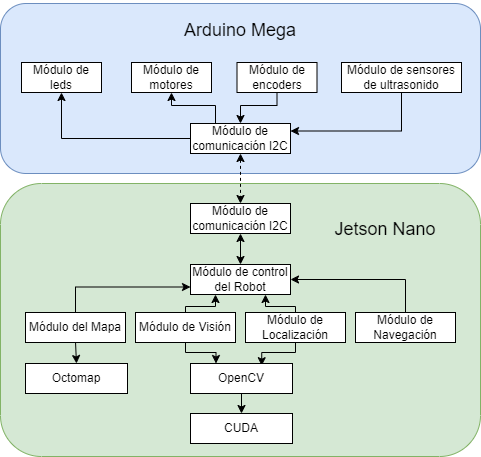 Arduino Mega
Módulo de
leds
Módulo de
motores
Módulo de
encoders
Módulo de sensores
de ultrasonido
Módulo de
comunicación I2C
Módulo de
comunicación I2C
Jetson Nano
Módulo de control
del Robot
Módulo del Mapa
Módulo de Visión
Módulo de
Localización
Módulo de
Navegación
Octomap
OpenCV
CUDA